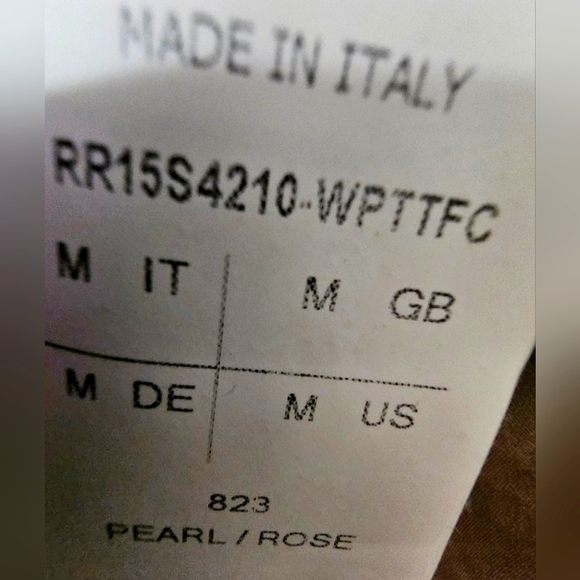 MADE IN ITALY
RR15S4210-WPTTFC
M IT M GB
M DE M US
823
PEARL / ROSE